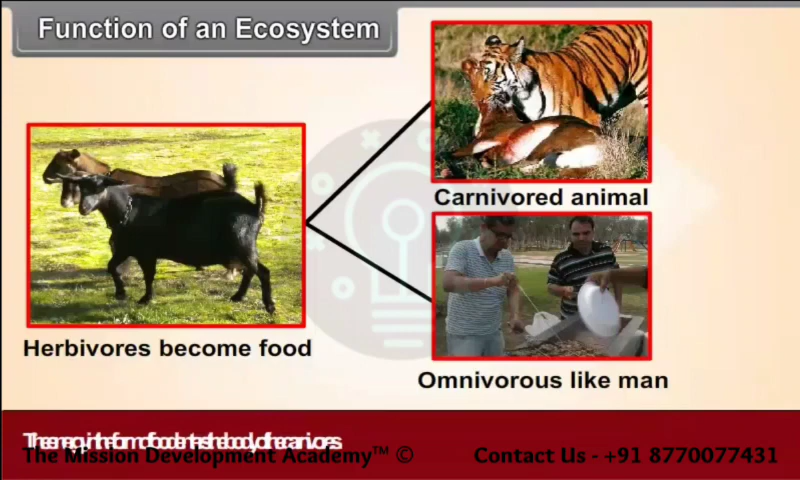 Function of an Ecosystem
Carnivored animal
Herbivores become food
Omnivorous like man
The Mission Development Academy™ © Contact Us - +91 8770077431